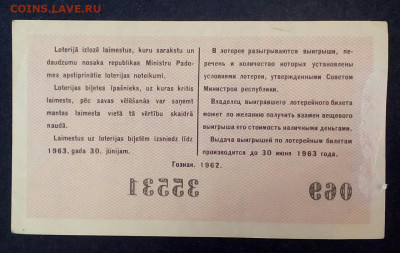 СОИНС.LAVE.RU
Loterijā izlozē laimestus, kuru sarakstu un
daudzumu nosaka republikas Ministru Pado-
mes apstiprinātie loterijas noteikumi.
Loterijas biļetes īpašnieks, uz kuras kritis
laimests, pēc savas vēlēšanās var saņemt
mantas laimesta vietā tā vērtību skaidrā
naudā.
Laimestus uz loterijas biļetēm izsniedz līdz
1963. gada 30. jūnijam.
В лотерее разыгрываются выигрыши, пе-
речень и количество которых установлены
условиями лотереи, утвержденными Советом
Министров республики.
Владелец выигравшего лотерейного билета
может по желанию получить взамен вещевого
выигрыша его стоимость наличными деньгами.
Выдача выигрышей по лотерейным билетам
производится до 30 июня 1963 года.
Гознак. 1962.
35531
069